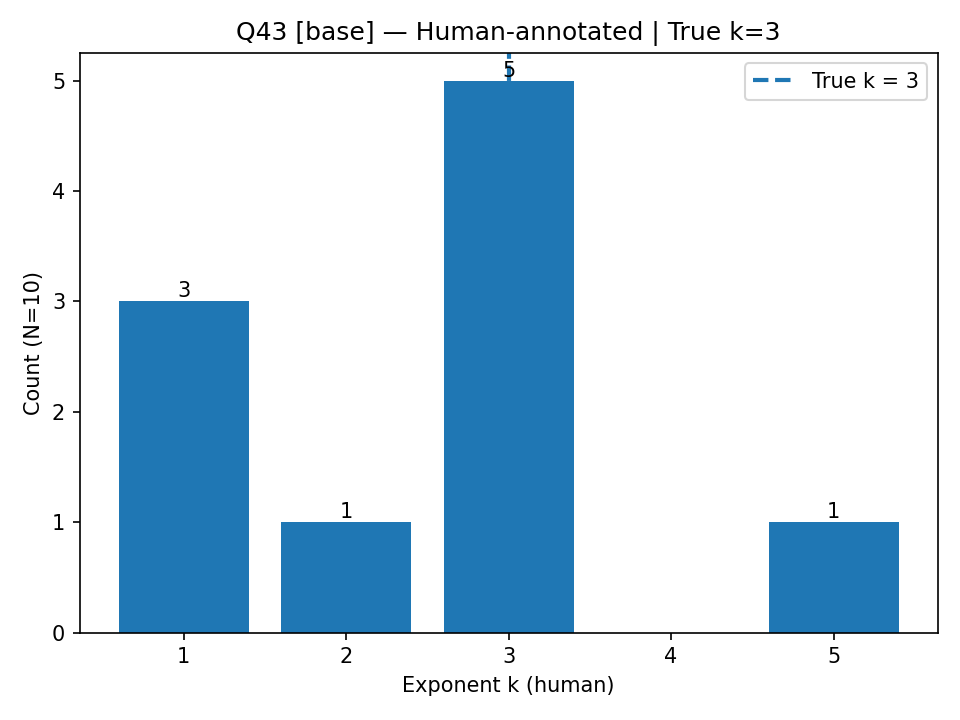 Q43 [base] — Human-annotated | True k=3
True k = 3
Count (N=10)
5
4
3
2
1
0
3
1
5
1
1 2 3 4 5
Exponent k (human)